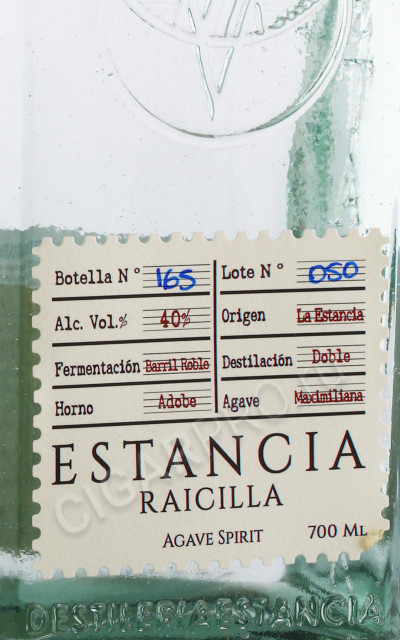 Botella N° 165
Lote N° 050
Alc. Vol.% 40%
Origen La Estancia
Fermentación Barril Roble
Destilación Doble
Horno Adobe
Agave Maximiliana
ESTANCIA
RAICILLA
AGAVE SPIRIT 700 ML
DESTILERIA ESTANCIA